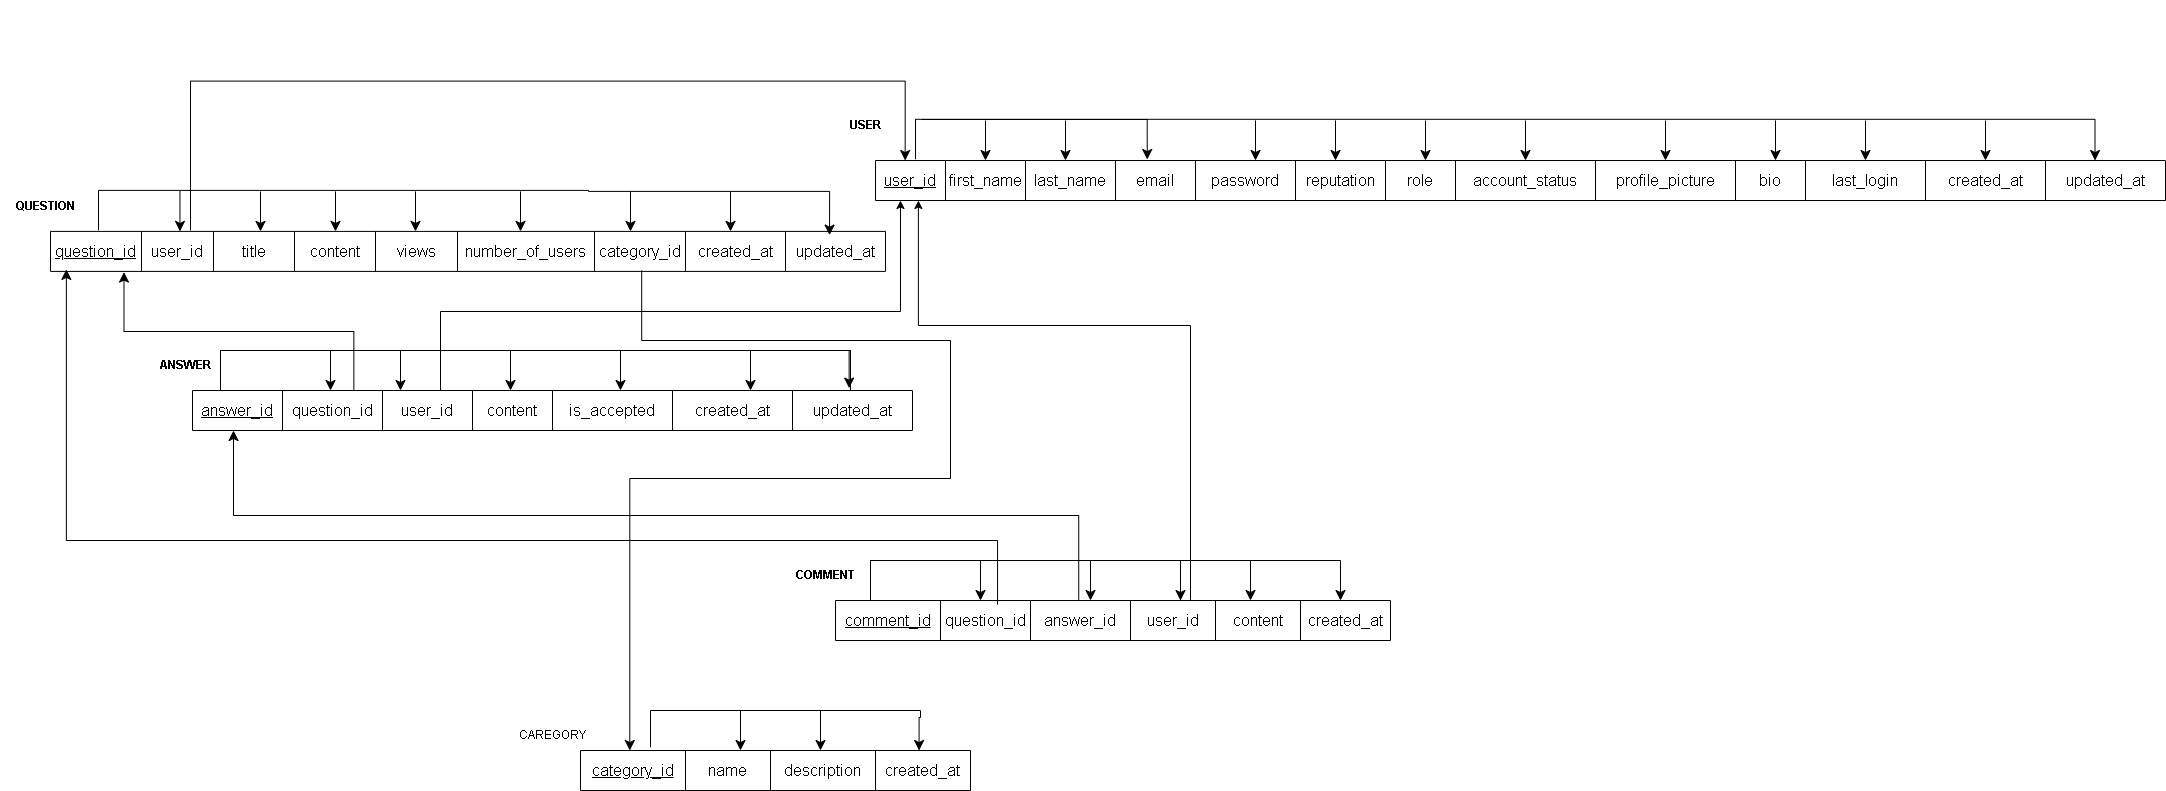 USER
user_id first_name last_name email password reputation role account_status profile_picture bio last_login created_at updated_at
QUESTION
question_id user_id title content views number_of_users category_id created_at updated_at
ANSWER
answer_id question_id user_id content is_accepted created_at updated_at
COMMENT
comment_id question_id answer_id user_id content created_at
CAREGORY
category_id name description created_at